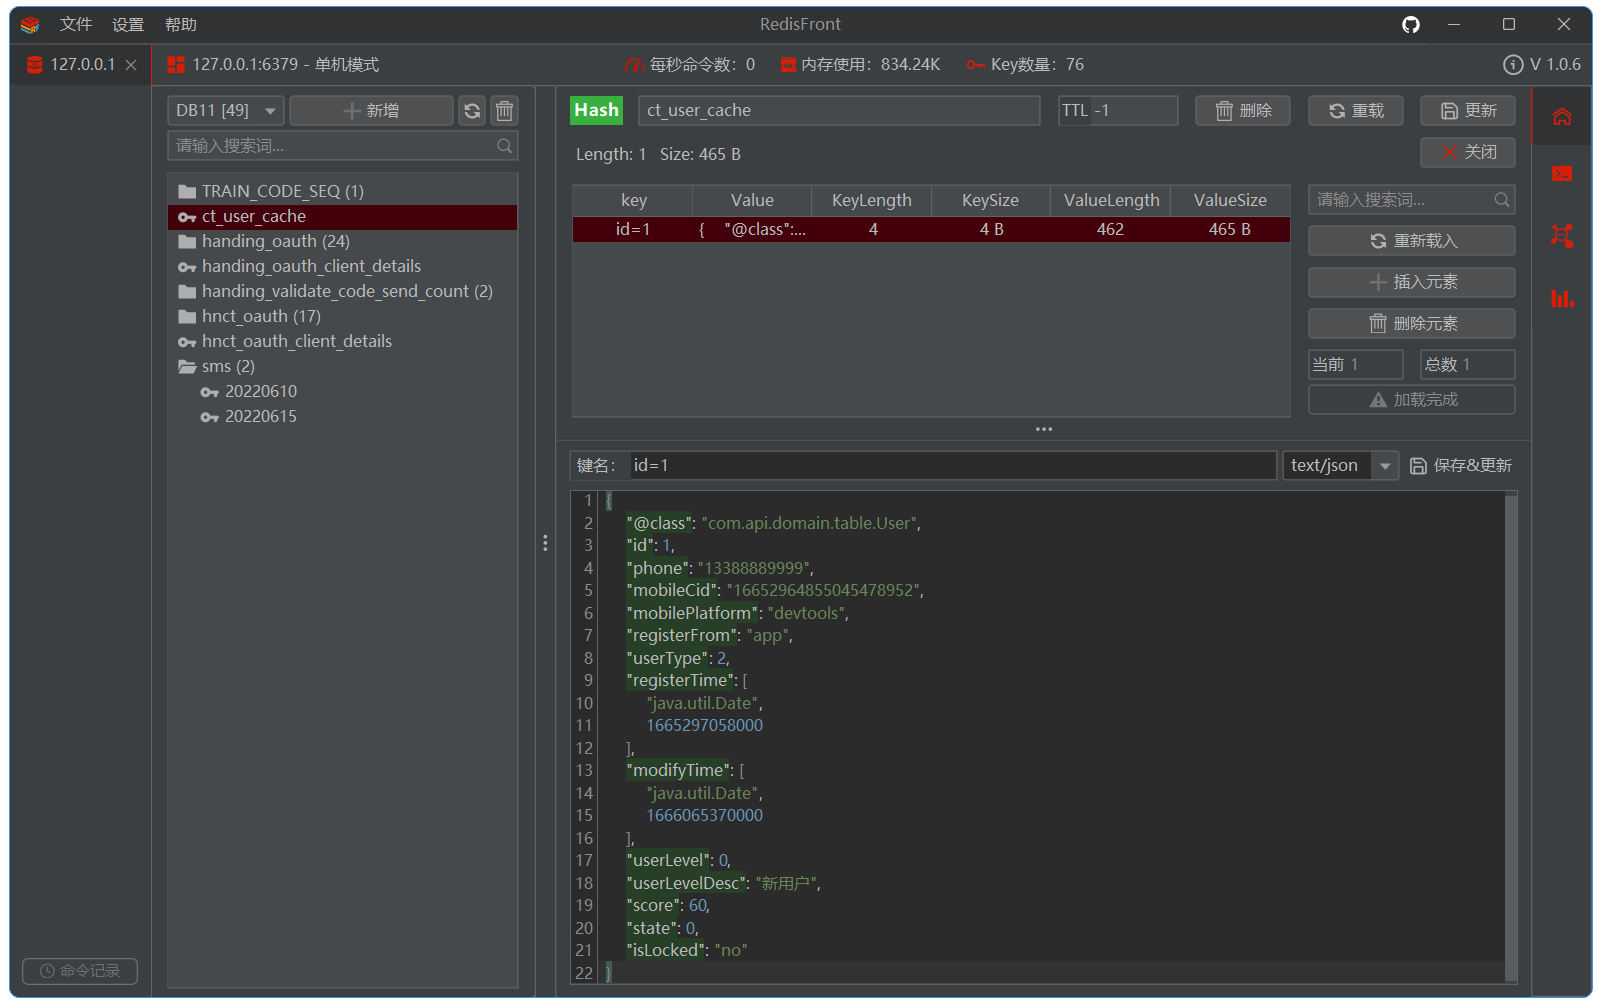 文件 设置 帮助 RedisFront
127.0.0.1 127.0.0.1:6379 - 单机模式 每秒命令数：0 内存使用：834.24K Key数量：76 V 1.0.6
DB11 [49] 新增
请输入搜索词...
TRAIN_CODE_SEQ (1)
ct_user_cache
handing_oauth (24)
handing_oauth_client_details
handing_validate_code_send_count (2)
hnct_oauth (17)
hnct_oauth_client_details
sms (2)
20220610
20220615
命令记录
Hash ct_user_cache TTL -1 删除 重载 更新
Length: 1 Size: 465 B 关闭
key Value KeyLength KeySize ValueLength ValueSize
id=1 { "@class":... 4 4 B 462 465 B
请输入搜索词...
重新载入
插入元素
删除元素
当前 1 总数 1
加载完成
键名： id=1 text/json 保存&更新
1 {
2 "@class": "com.api.domain.table.User",
3 "id": 1,
4 "phone": "13388889999",
5 "mobileCid": "16652964855045478952",
6 "mobilePlatform": "devtools",
7 "registerFrom": "app",
8 "userType": 2,
9 "registerTime": [
10 "java.util.Date",
11 1665297058000
12 ],
13 "modifyTime": [
14 "java.util.Date",
15 1666065370000
16 ],
17 "userLevel": 0,
18 "userLevelDesc": "新用户",
19 "score": 60,
20 "state": 0,
21 "isLocked": "no"
22 }